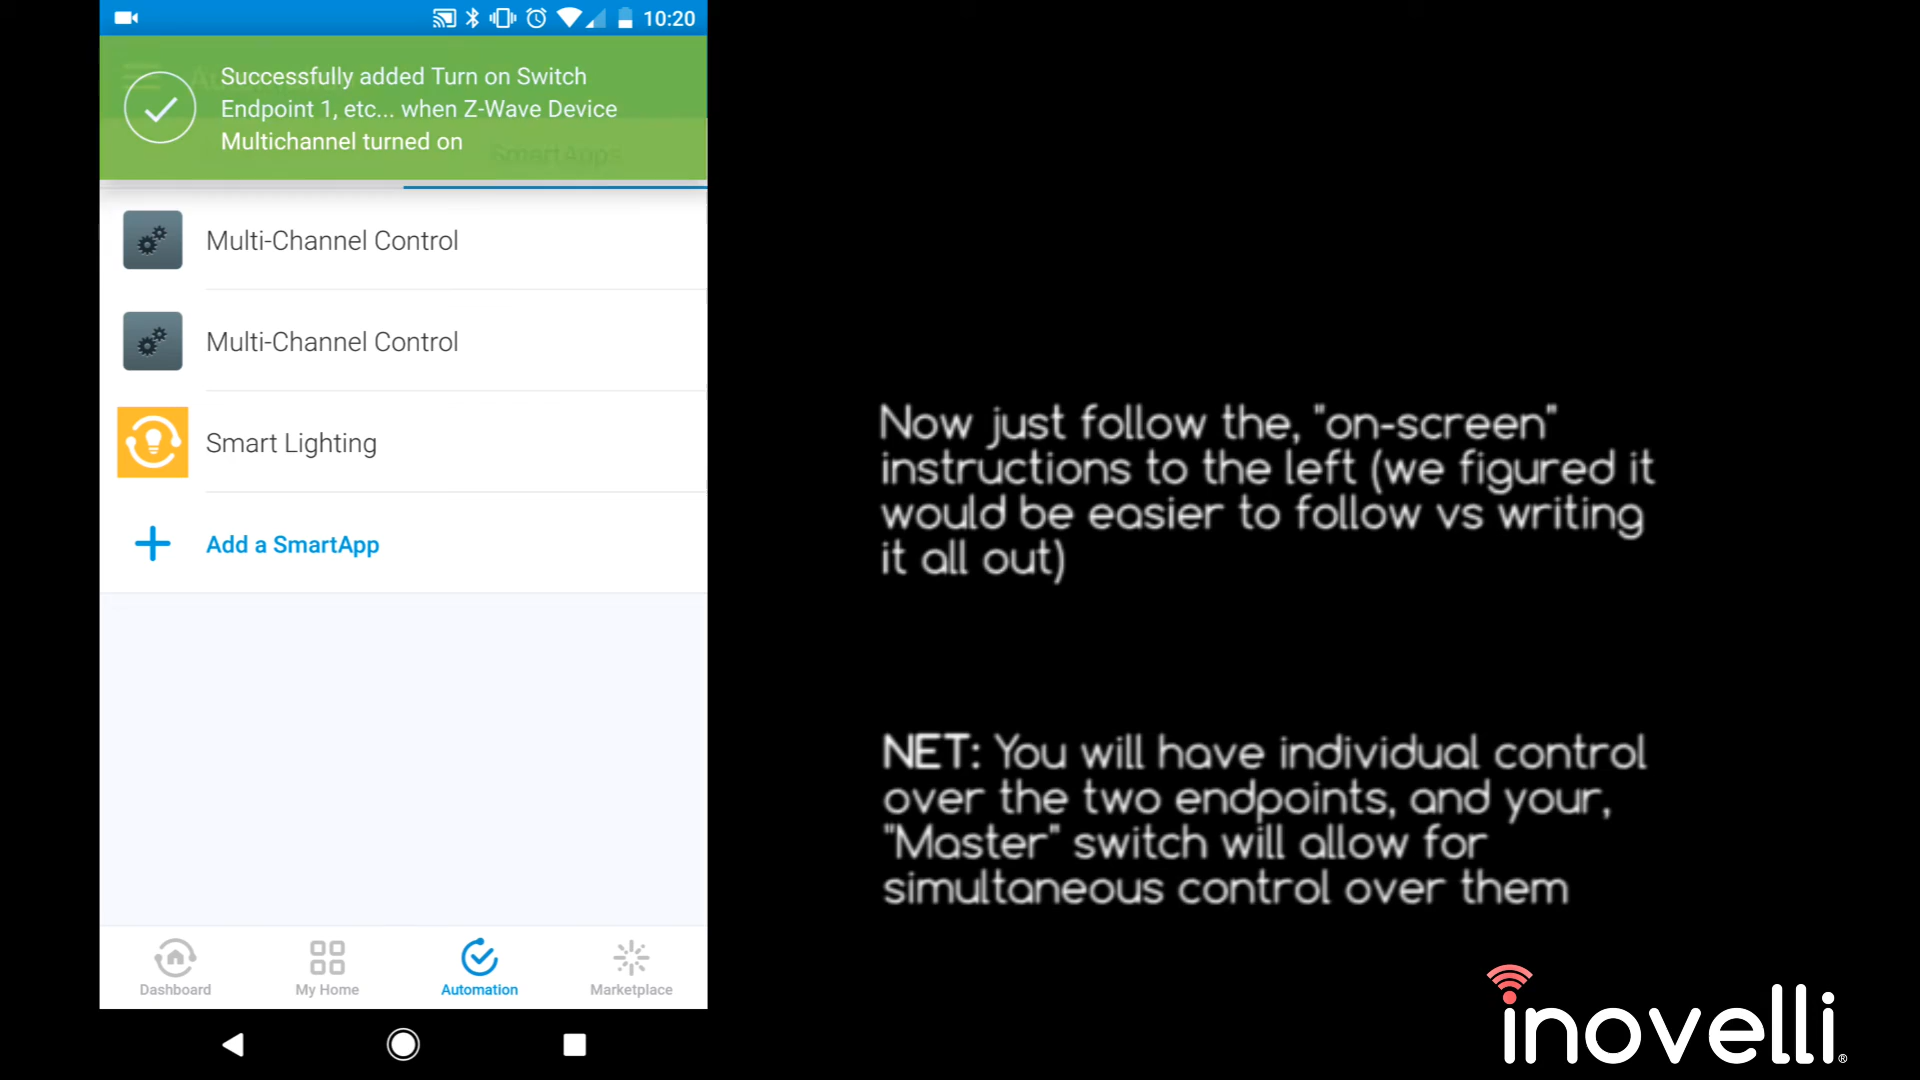 10:20
Successfully added Turn on Switch
Endpoint 1, etc... when Z-Wave Device
Multichannel turned on
SmartApps
Multi-Channel Control
Multi-Channel Control
Smart Lighting
Add a SmartApp
Dashboard
My Home
Automation
Marketplace
Now just follow the, "on-screen"
instructions to the left (we figured it
would be easier to follow vs writing
it all out)
NET: You will have individual control
over the two endpoints, and your,
"Master" switch will allow for
simultaneous control over them
inovelli®